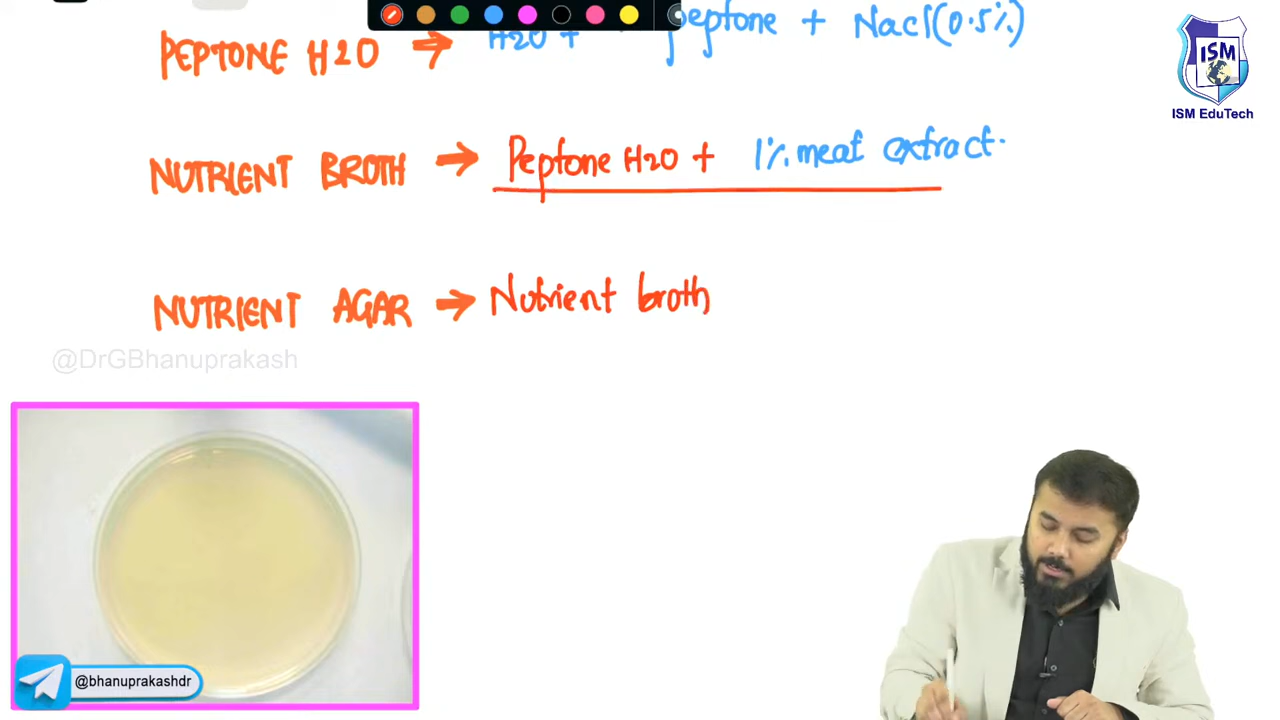 PEPTONE H2O → H2O + peptone + NaCl (0.5%)
ISM
ISM EduTech
NUTRIENT BROTH → Peptone H2O + 1% meat extract.
NUTRIENT AGAR → Nutrient broth
@DrGBhanuprakash
@bhanuprakashdr